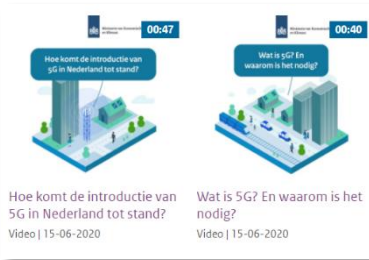 00:47
Hoe komt de introductie van
5G in Nederland tot stand?
Hoe komt de introductie van
5G in Nederland tot stand?
Video | 15-06-2020
00:40
Wat is 5G? En
waarom is het nodig?
Wat is 5G? En waarom is het
nodig?
Video | 15-06-2020